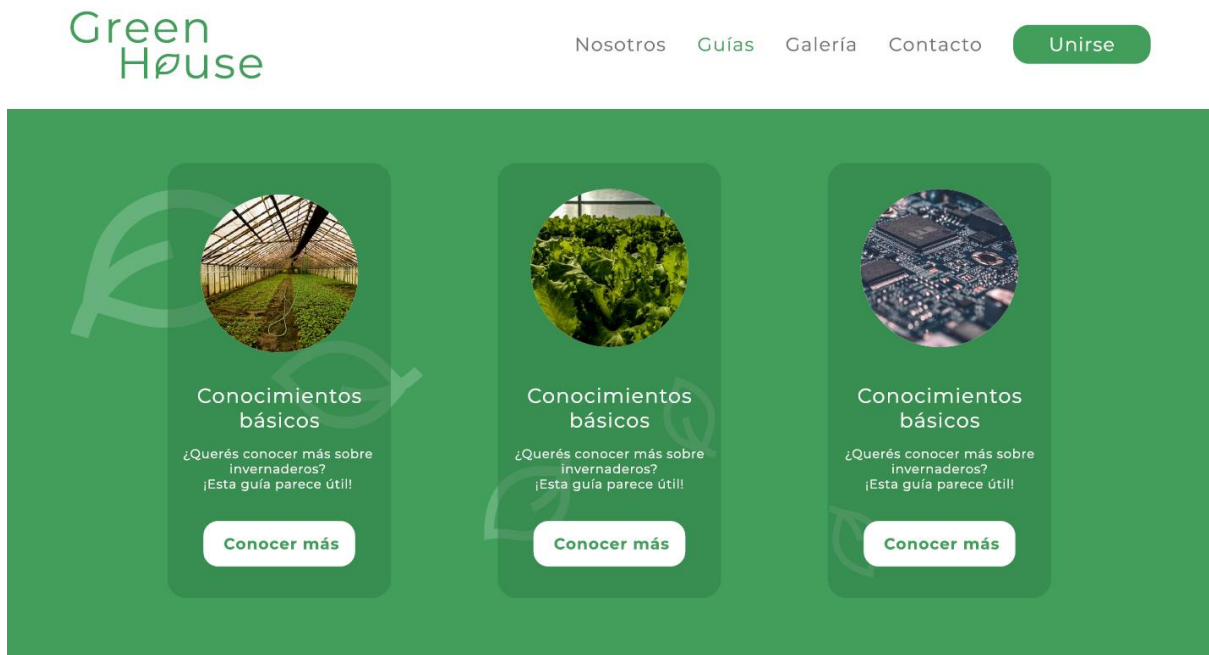 Green
House
Nosotros Guías Galería Contacto Unirse
Conocimientos
básicos
¿Querés conocer más sobre
invernaderos?
¡Esta guía parece útil!
Conocer más
Conocimientos
básicos
¿Querés conocer más sobre
invernaderos?
¡Esta guía parece útil!
Conocer más
Conocimientos
básicos
¿Querés conocer más sobre
invernaderos?
¡Esta guía parece útil!
Conocer más